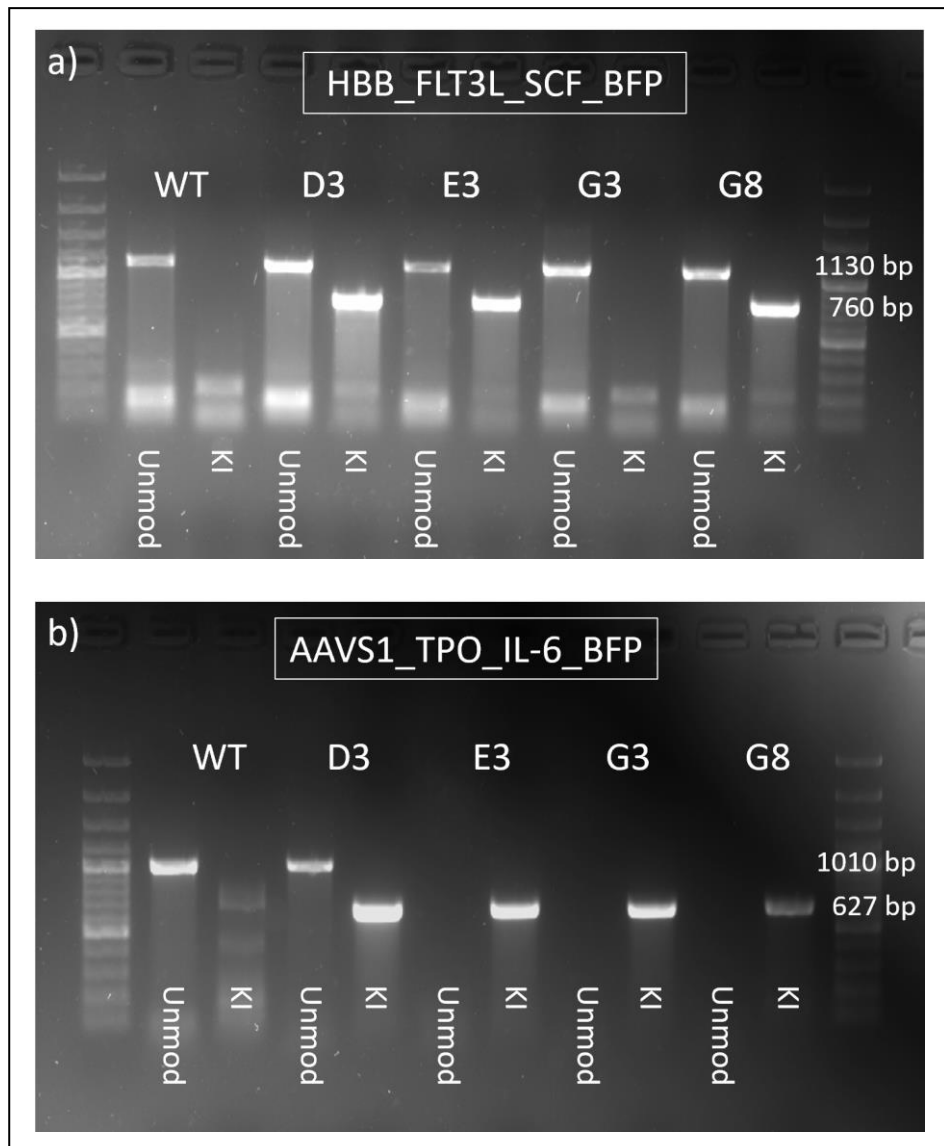 a)
HBB_FLT3L_SCF_BFP
WT D3 E3 G3 G8
1130 bp
760 bp
Unmod KI Unmod KI Unmod KI Unmod KI Unmod KI
b)
AAVS1_TPO_IL-6_BFP
WT D3 E3 G3 G8
1010 bp
627 bp
Unmod KI Unmod KI Unmod KI Unmod KI Unmod KI